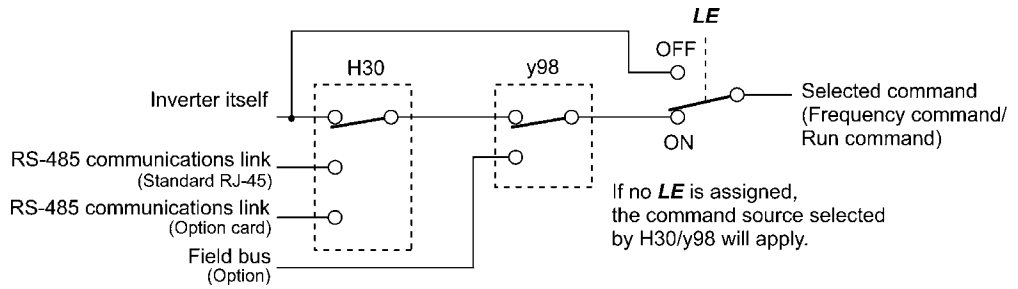 LE
OFF
H30
y98
Inverter itself
Selected command
(Frequency command/
Run command)
ON
RS-485 communications link
(Standard RJ-45)
RS-485 communications link
(Option card)
If no LE is assigned,
the command source selected
by H30/y98 will apply.
Field bus
(Option)